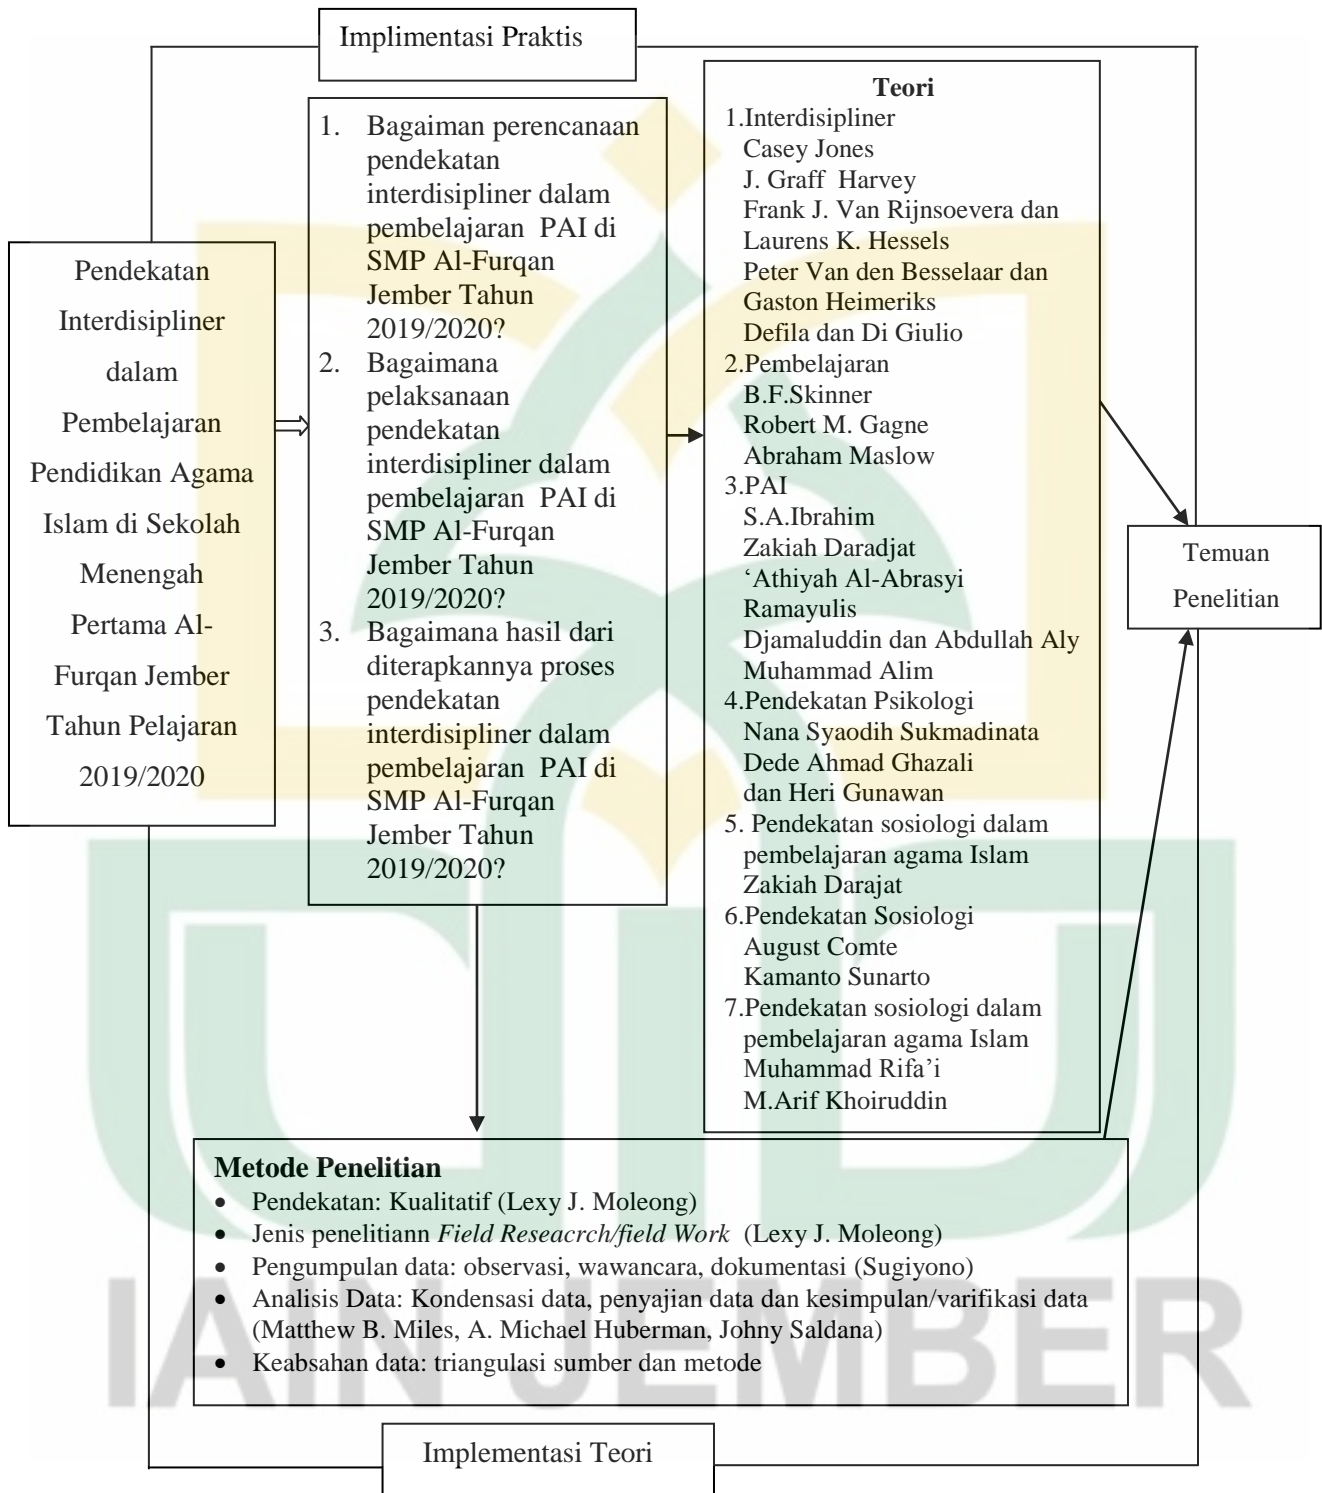 Implimentasi Praktis
Pendekatan
Interdisipliner
dalam
Pembelajaran
Pendidikan Agama
Islam di Sekolah
Menengah
Pertama Al-
Furqan Jember
Tahun Pelajaran
2019/2020
1. Bagaiman perencanaan
pendekatan
interdisipliner dalam
pembelajaran PAI di
SMP Al-Furqan
Jember Tahun
2019/2020?
2. Bagaimana
pelaksanaan
pendekatan
interdisipliner dalam
pembelajaran PAI di
SMP Al-Furqan
Jember Tahun
2019/2020?
3. Bagaimana hasil dari
diterapkannya proses
pendekatan
interdisipliner dalam
pembelajaran PAI di
SMP Al-Furqan
Jember Tahun
2019/2020?
Teori
1.Interdisipliner
Casey Jones
J. Graff Harvey
Frank J. Van Rijnsoevera dan
Laurens K. Hessels
Peter Van den Besselaar dan
Gaston Heimeriks
Defila dan Di Giulio
2.Pembelajaran
B.F.Skinner
Robert M. Gagne
Abraham Maslow
3.PAI
S.A.Ibrahim
Zakiah Daradjat
‘Athiyah Al-Abrasyi
Ramayulis
Djamaluddin dan Abdullah Aly
Muhammad Alim
4.Pendekatan Psikologi
Nana Syaodih Sukmadinata
Dede Ahmad Ghazali
dan Heri Gunawan
5. Pendekatan sosiologi dalam
pembelajaran agama Islam
Zakiah Darajat
6.Pendekatan Sosiologi
August Comte
Kamanto Sunarto
7.Pendekatan sosiologi dalam
pembelajaran agama Islam
Muhammad Rifa’i
M.Arif Khoiruddin
Temuan
Penelitian
Metode Penelitian
• Pendekatan: Kualitatif (Lexy J. Moleong)
• Jenis penelitiann Field Reseacrch/field Work (Lexy J. Moleong)
• Pengumpulan data: observasi, wawancara, dokumentasi (Sugiyono)
• Analisis Data: Kondensasi data, penyajian data dan kesimpulan/varifikasi data
(Matthew B. Miles, A. Michael Huberman, Johny Saldana)
• Keabsahan data: triangulasi sumber dan metode
IAIN JEMBER
Implementasi Teori